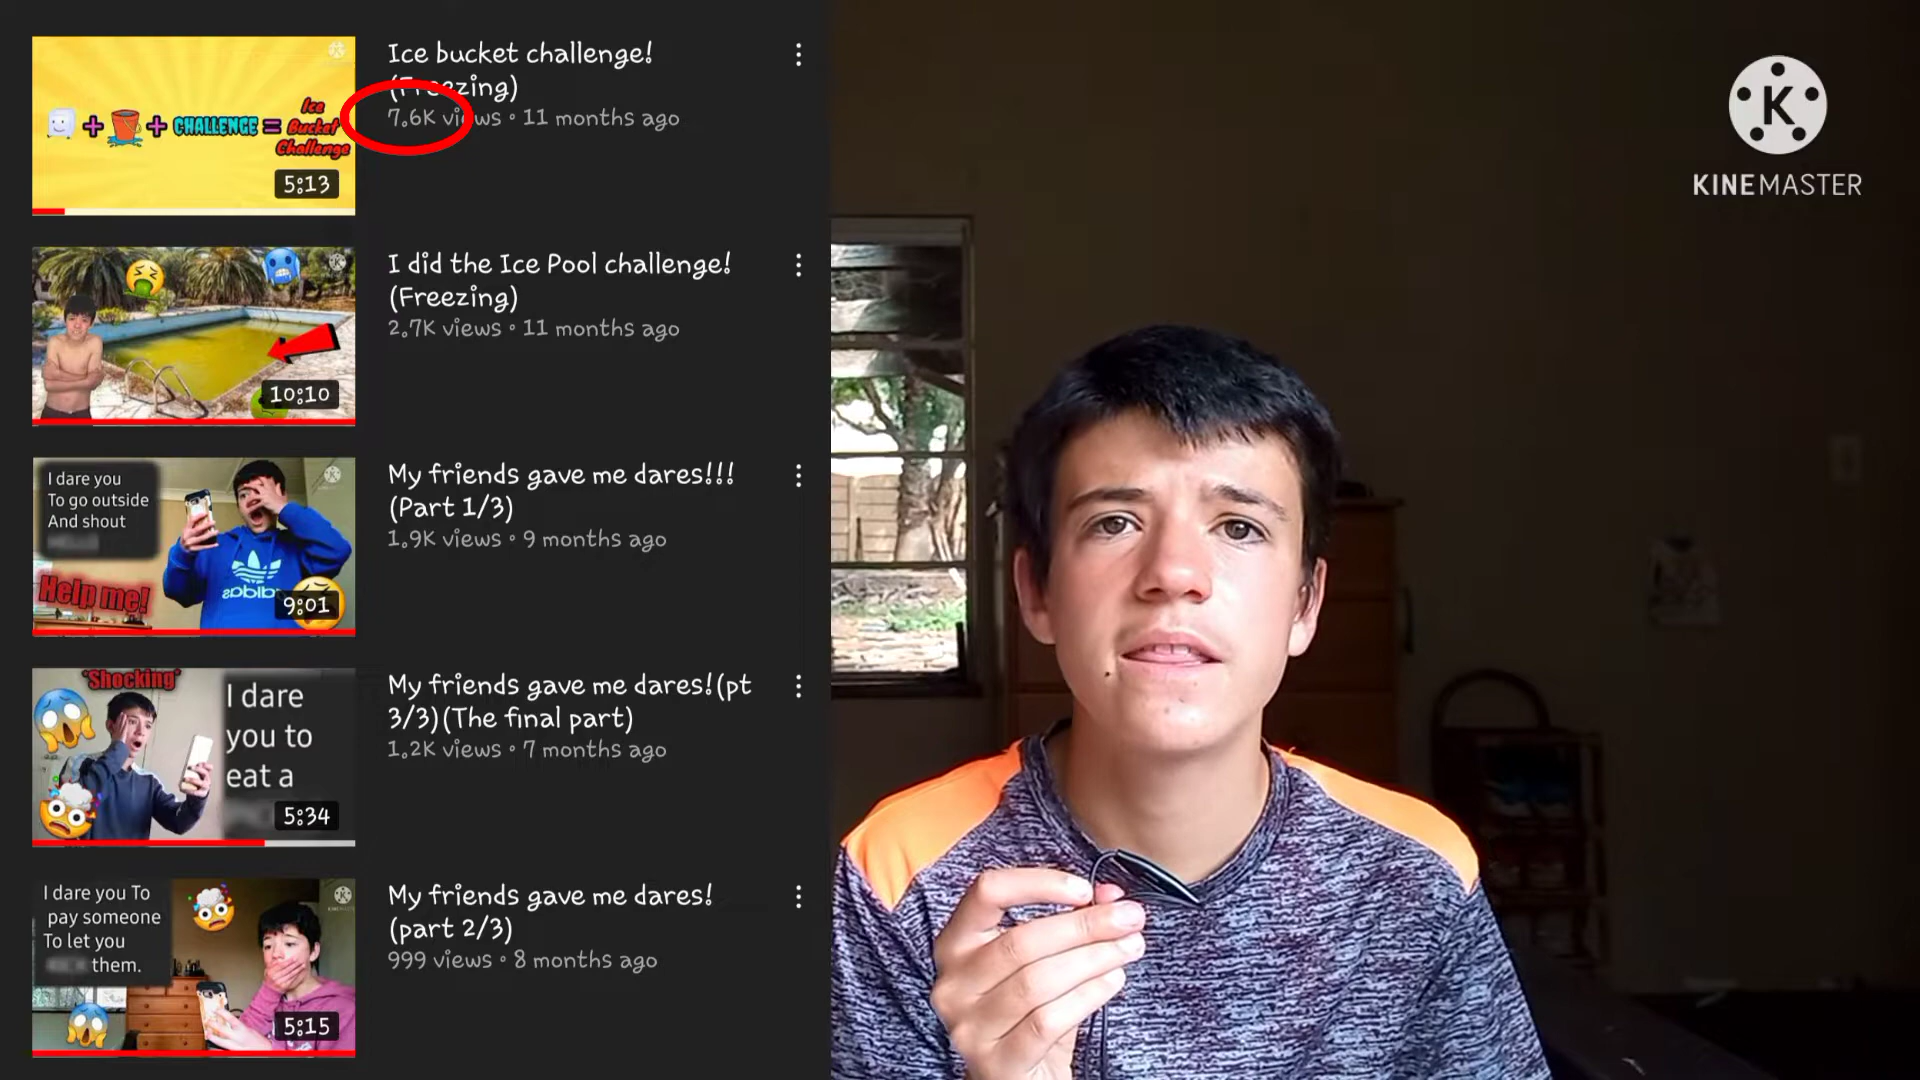 Ice bucket challenge!
(Freezing)
7.6K views • 11 months ago
CHALLENGE
Ice
Bucket
Challenge
5:13
I did the Ice Pool challenge!
(Freezing)
2.7K views • 11 months ago
10:10
My friends gave me dares!!!
(Part 1/3)
1.9K views • 9 months ago
I dare you
To go outside
And shout
Help me!
adidas
9:01
My friends gave me dares!(pt
3/3)(The final part)
1.2K views • 7 months ago
*Shocking*
I dare
you to
eat a
5:34
My friends gave me dares!
(part 2/3)
999 views • 8 months ago
I dare you To
pay someone
To let you
them.
5:15
K
KINEMASTER